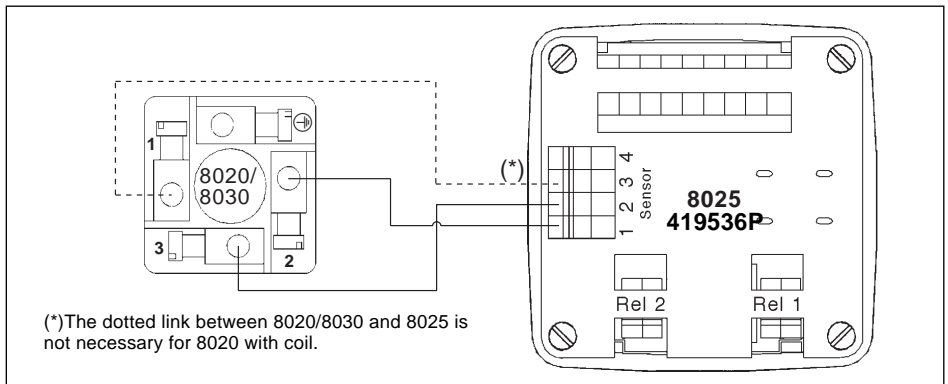 1
8020/
8030
3
2
(*)
4
3
2
1
Sensor
8025
419536P
Rel 2
Rel 1
(*)The dotted link between 8020/8030 and 8025 is
not necessary for 8020 with coil.